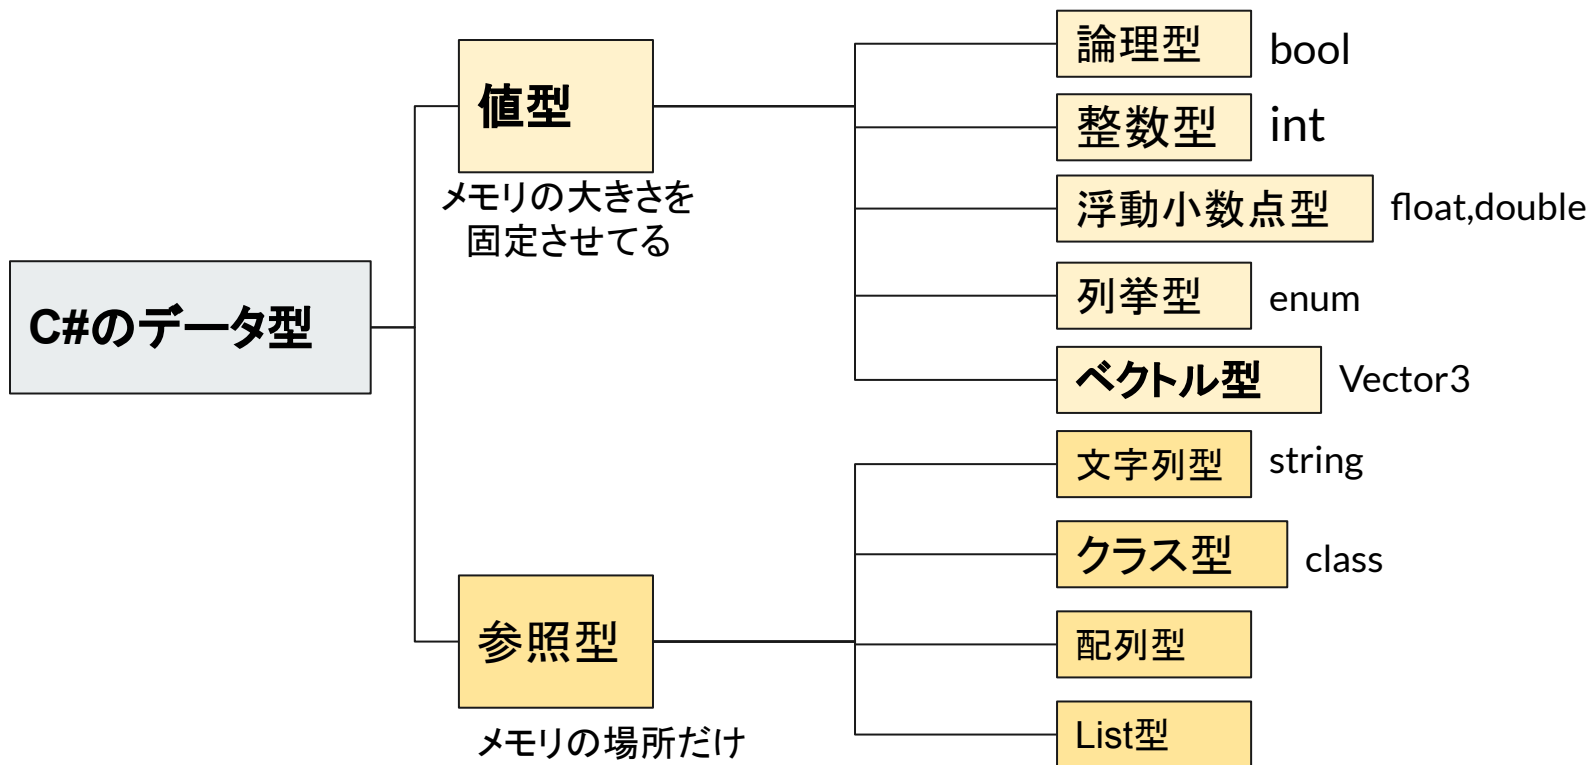 C#のデータ型
値型
メモリの大きさを
固定させてる
論理型 bool
整数型 int
浮動小数点型 float,double
列挙型 enum
ベクトル型 Vector3
参照型
メモリの場所だけ
文字列型 string
クラス型 class
配列型
List型